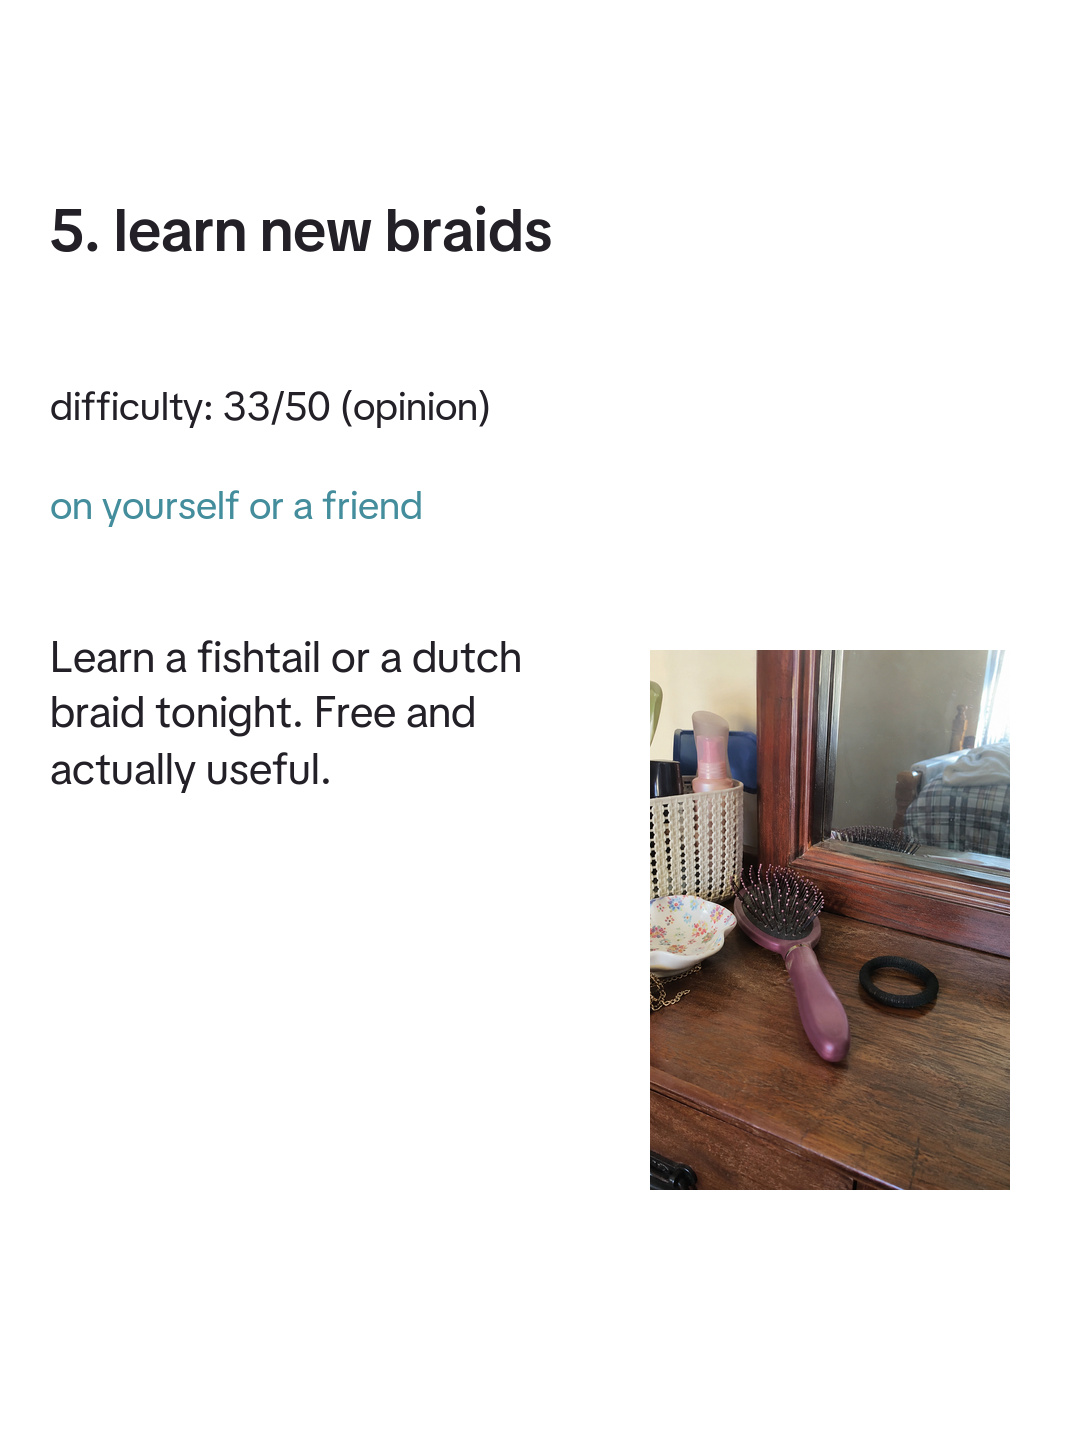 5. learn new braids
difficulty: 33/50 (opinion)
on yourself or a friend
Learn a fishtail or a dutch
braid tonight. Free and
actually useful.